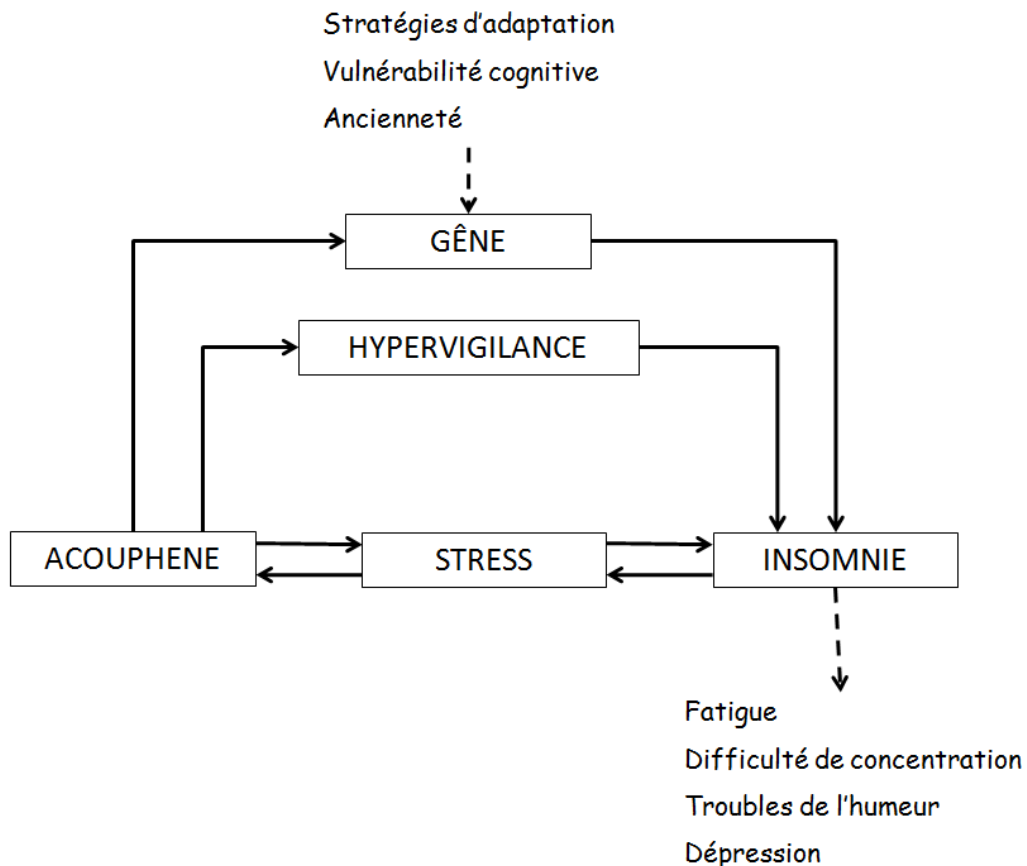 Stratégies d'adaptation
Vulnérabilité cognitive
Ancienneté
GÊNE
HYPERVIGILANCE
ACOUPHENE
STRESS
INSOMNIE
Fatigue
Difficulté de concentration
Troubles de l'humeur
Dépression